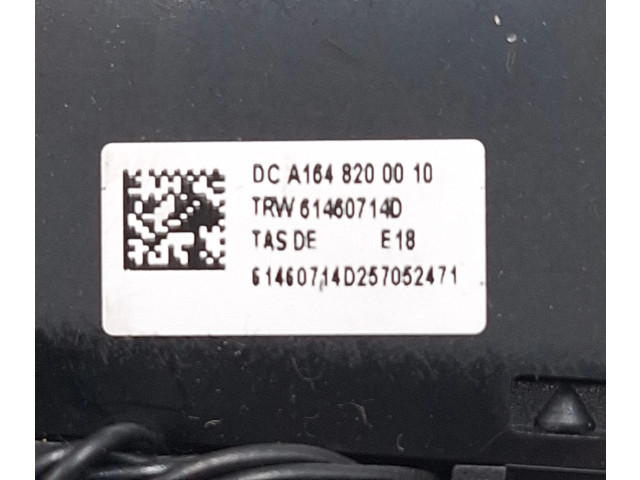 DC A164 820 00 10
TRW 61460714D
TAS DE E18
61460714D257052471